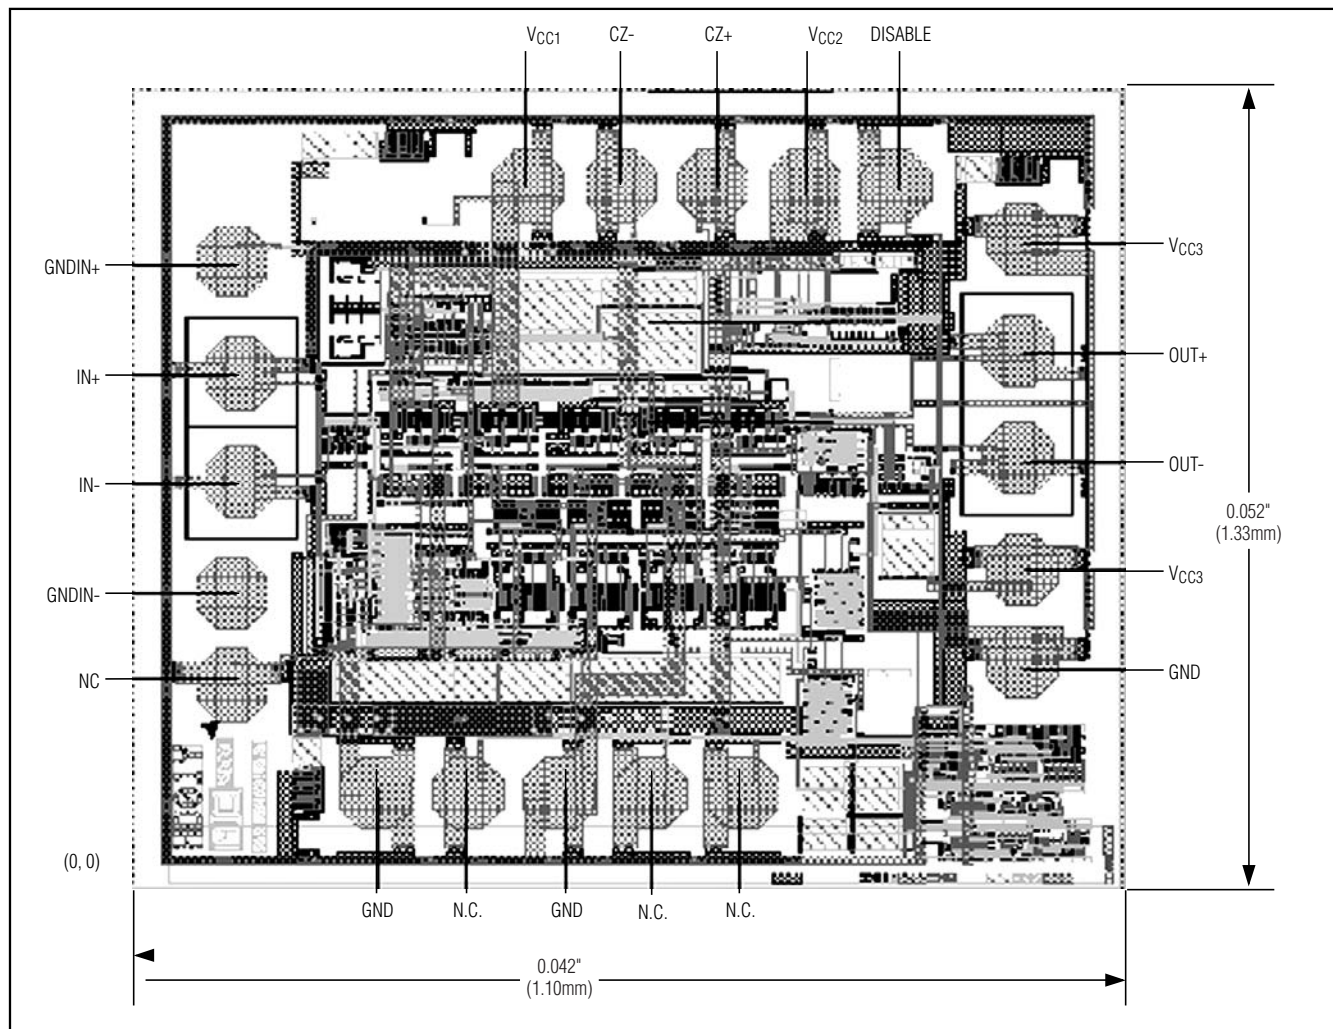 VCC1 CZ- CZ+ VCC2 DISABLE
GNDIN+
VCC3
IN+
OUT+
IN-
OUT-
0.052"
(1.33mm)
GNDIN-
VCC3
NC
GND
(0, 0)
GND N.C. GND N.C. N.C.
0.042"
(1.10mm)